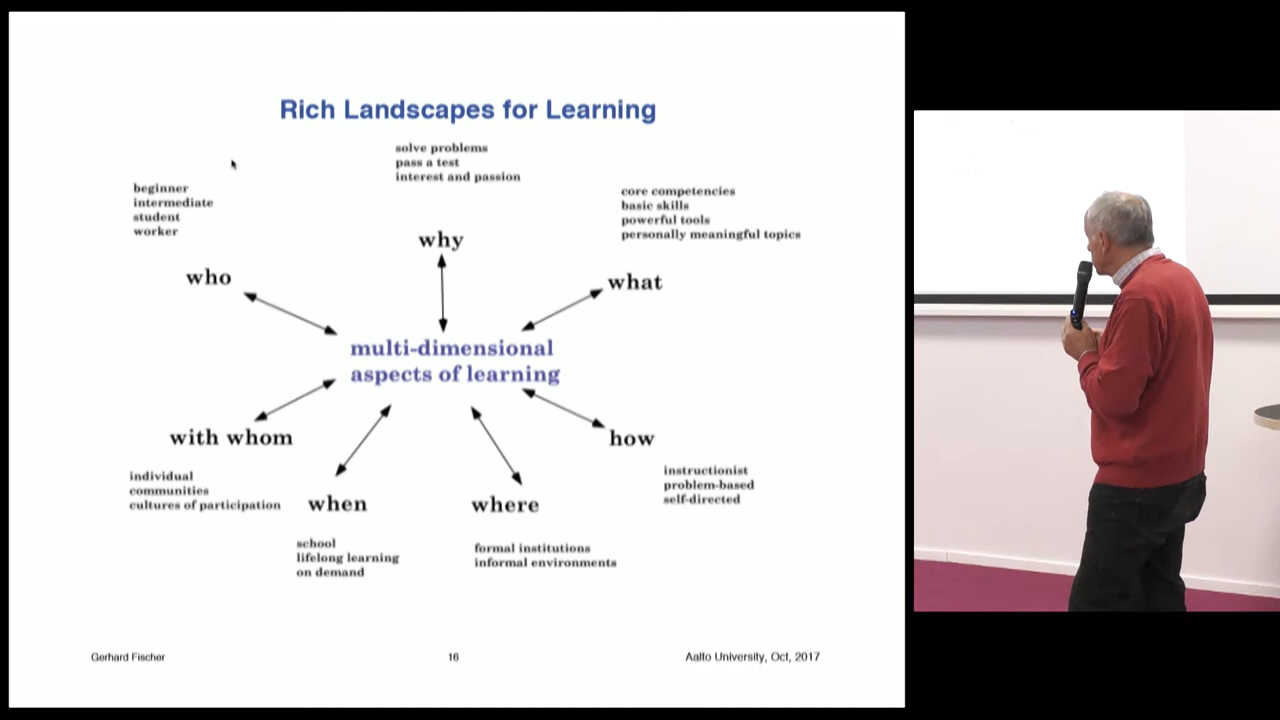 Rich Landscapes for Learning
solve problems
pass a test
interest and passion
beginner
intermediate
student
worker
core competencies
basic skills
powerful tools
personally meaningful topics
why
who
what
multi-dimensional
aspects of learning
with whom
individual
communities
cultures of participation
when
school
lifelong learning
on demand
where
formal institutions
informal environments
how
instructionist
problem-based
self-directed
Gerhard Fischer
16
Aalto University, Oct, 2017